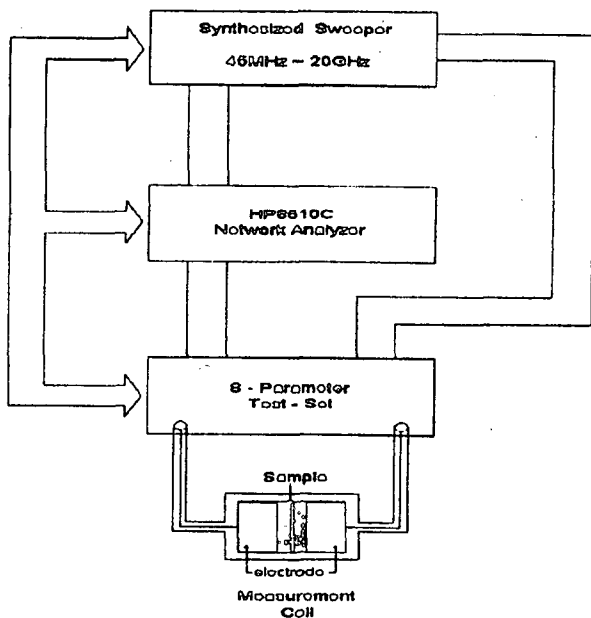 Synthesized Sweeper
45MHz ~ 20GHz
HP8510C
Network Analyzer
S - Parameter
Test - Set
Sample
electrode
Measurement
Cell